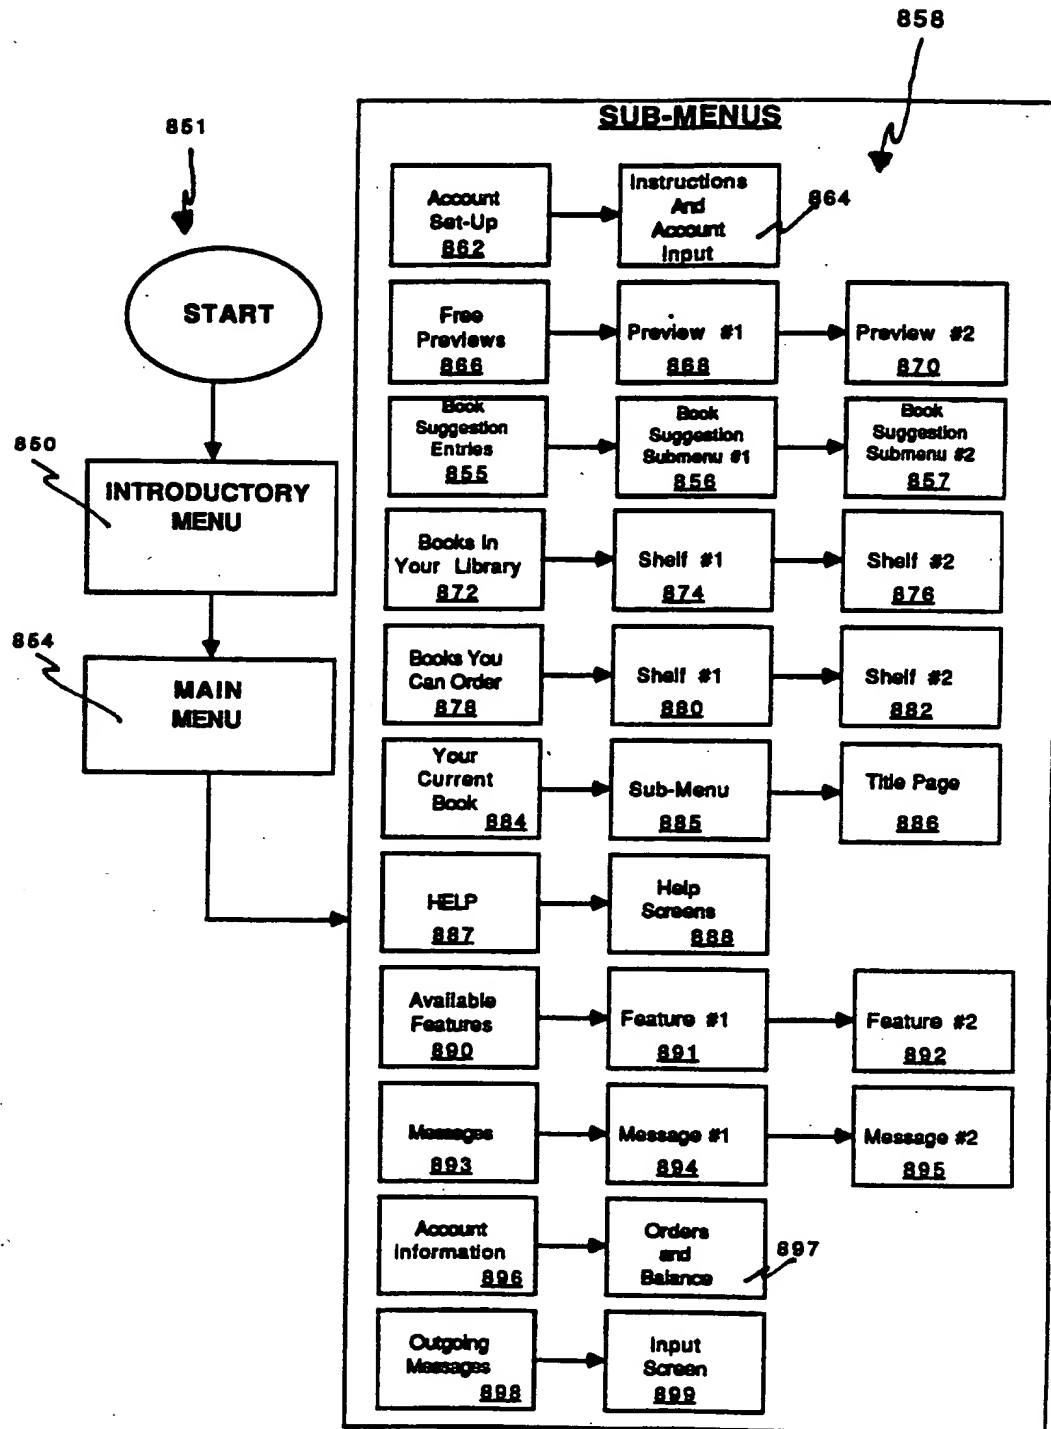 858
SUB-MENUS
851
START
850
INTRODUCTORY
MENU
854
MAIN
MENU
Account
Set-Up
862
Instructions
And
Account
Input
864
Free
Previews
866
Preview #1
868
Preview #2
870
Book
Suggestion
Entries
855
Book
Suggestion
Submenu #1
856
Book
Suggestion
Submenu #2
857
Books In
Your Library
872
Shelf #1
874
Shelf #2
876
Books You
Can Order
878
Shelf #1
880
Shelf #2
882
Your
Current
Book
884
Sub-Menu
885
Title Page
886
HELP
887
Help
Screens
888
Available
Features
890
Feature #1
891
Feature #2
892
Messages
893
Message #1
894
Message #2
895
Account
Information
896
Orders
and
Balance
897
Outgoing
Messages
898
Input
Screen
899